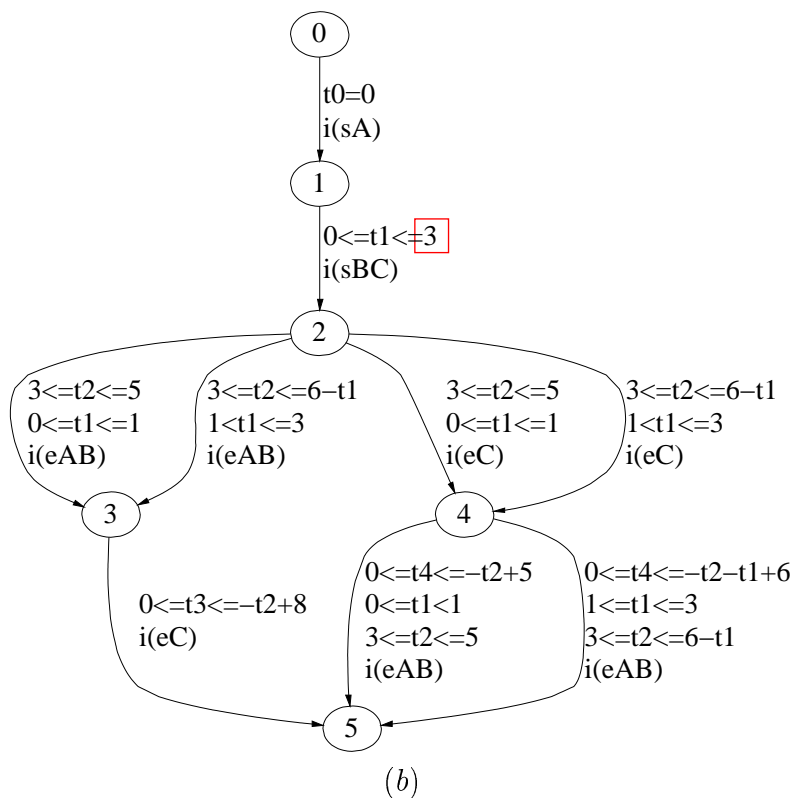 0
t0=0
i(sA)
1
0<=t1<=3
i(sBC)
2
3<=t2<=5
0<=t1<=1
i(eAB)
3<=t2<=6−t1
1<t1<=3
i(eAB)
3<=t2<=5
0<=t1<=1
i(eC)
3<=t2<=6−t1
1<t1<=3
i(eC)
3
4
0<=t3<=−t2+8
i(eC)
0<=t4<=−t2+5
0<=t1<1
3<=t2<=5
i(eAB)
0<=t4<=−t2−t1+6
1<=t1<=3
3<=t2<=6−t1
i(eAB)
5
(b)